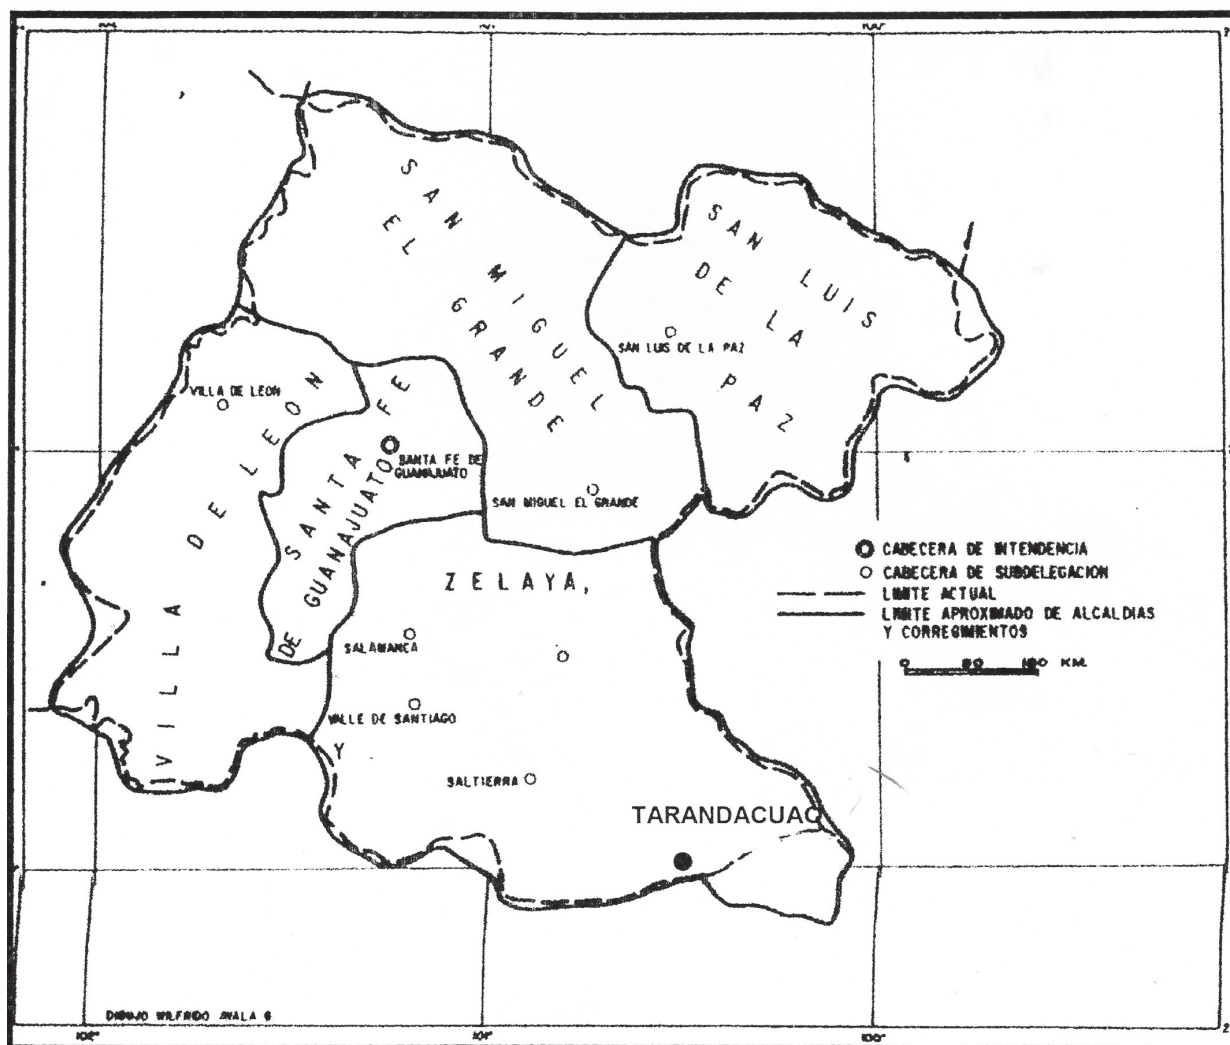 SAN MIGUEL
EL GRANDE
SAN LUIS
DE LA
PAZ
SAN LUIS DE LA PAZ
VILLA DE LEON
VILLA DE LEON
SANTA FE
DE GUANAJUATO
SANTA FE DE
GUANAJUATO
SAN MIGUEL EL GRANDE
ZELAYA,
SALAMANCA
VALLE DE SANTIAGO
Y
SALTIERRA
TARANDACUAO
CABECERA DE INTENDENCIA
CABECERA DE SUBDELEGACION
LIMITE ACTUAL
LIMITE APROXIMADO DE ALCALDIAS
Y CORREGIMIENTOS
0 100 KM.
DIBUJO WILFRIDO AYALA
102° 101° 100°